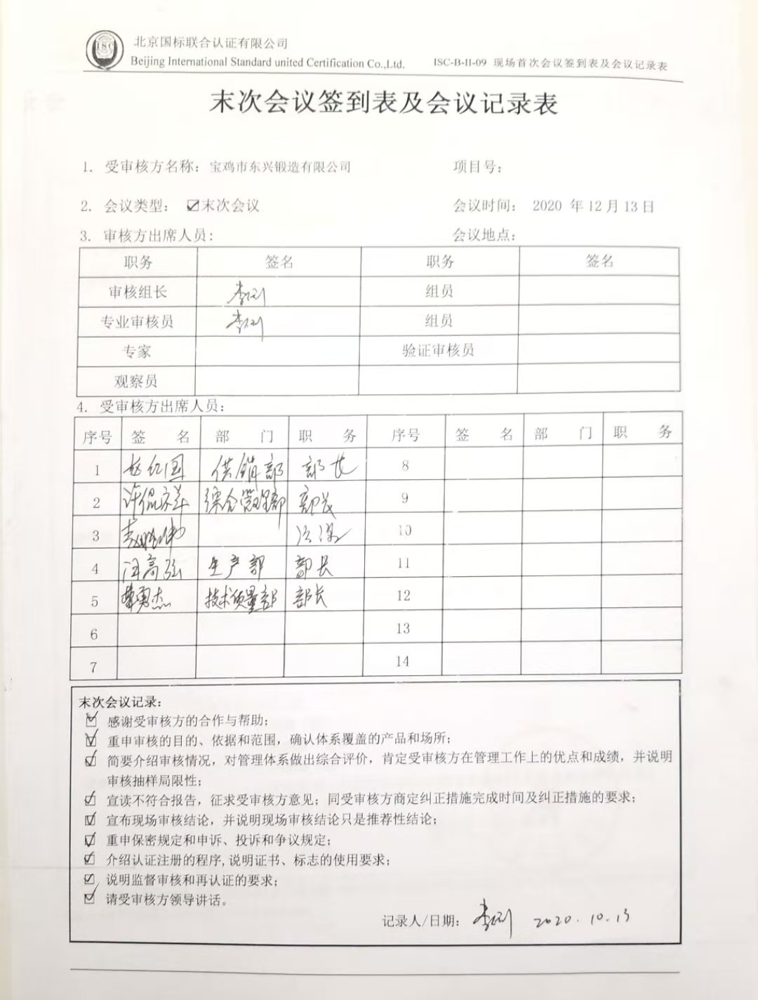 ISC
北京国标联合认证有限公司
Beijing International Standard united Certification Co.,Ltd. ISC-B-II-09 现场首次会议签到表及会议记录表
末次会议签到表及会议记录表
1. 受审核方名称：宝鸡市东兴锻造有限公司 项目号：
2. 会议类型： ☑末次会议 会议时间： 2020 年 12 月 13 日
3. 审核方出席人员： 会议地点：
职务 签名 职务 签名
审核组长 组员
专业审核员 组员
专家 验证审核员
观察员
4. 受审核方出席人员：
序号 签 名 部 门 职 务 序号 签 名 部 门 职 务
1 供销部 部长 8
2 部长 9
3 10
4 汪高强 生产部 部长 11
5 技术质量部 部长 12
6 13
7 14
末次会议记录：
☑ 感谢受审核方的合作与帮助；
☑ 重申审核的目的、依据和范围，确认体系覆盖的产品和场所；
☑ 简要介绍审核情况，对管理体系做出综合评价，肯定受审核方在管理工作上的优点和成绩，并说明
审核抽样局限性；
☑ 宣读不符合报告，征求受审核方意见；同受审核方商定纠正措施完成时间及纠正措施的要求；
☑ 宣布现场审核结论，并说明现场审核结论只是推荐性结论；
☑ 重申保密规定和申诉、投诉和争议规定；
☑ 介绍认证注册的程序,说明证书、标志的使用要求；
☑ 说明监督审核和再认证的要求；
☑ 请受审核方领导讲话。
记录人/日期： 2020.10.13